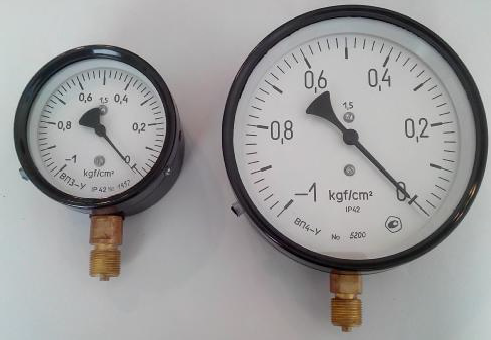 0,6 0,4
1,5
0,8 0,2
-1 0
kgf/cm²
ВП3-У IP42 №
0,6 0,4
1,5
0,8 0,2
-1 kgf/cm² 0
IP42
ВП4-У № 5200